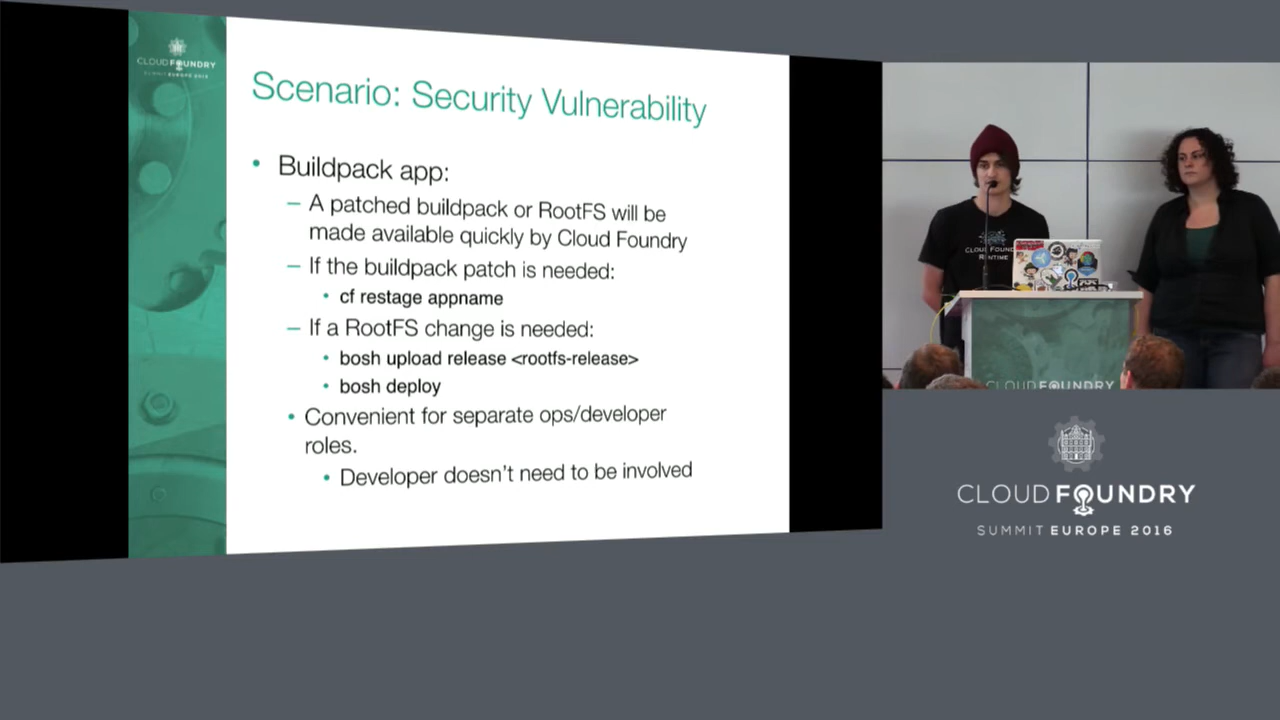 CLOUD FOUNDRY
SUMMIT EUROPE 2016
Scenario: Security Vulnerability
• Buildpack app:
– A patched buildpack or RootFS will be
made available quickly by Cloud Foundry
– If the buildpack patch is needed:
• cf restage appname
– If a RootFS change is needed:
• bosh upload release <rootfs-release>
• bosh deploy
• Convenient for separate ops/developer
roles.
• Developer doesn't need to be involved
CLOUD FOUNDRY
SUMMIT EUROPE 2016
CLOUD FOUNDRY